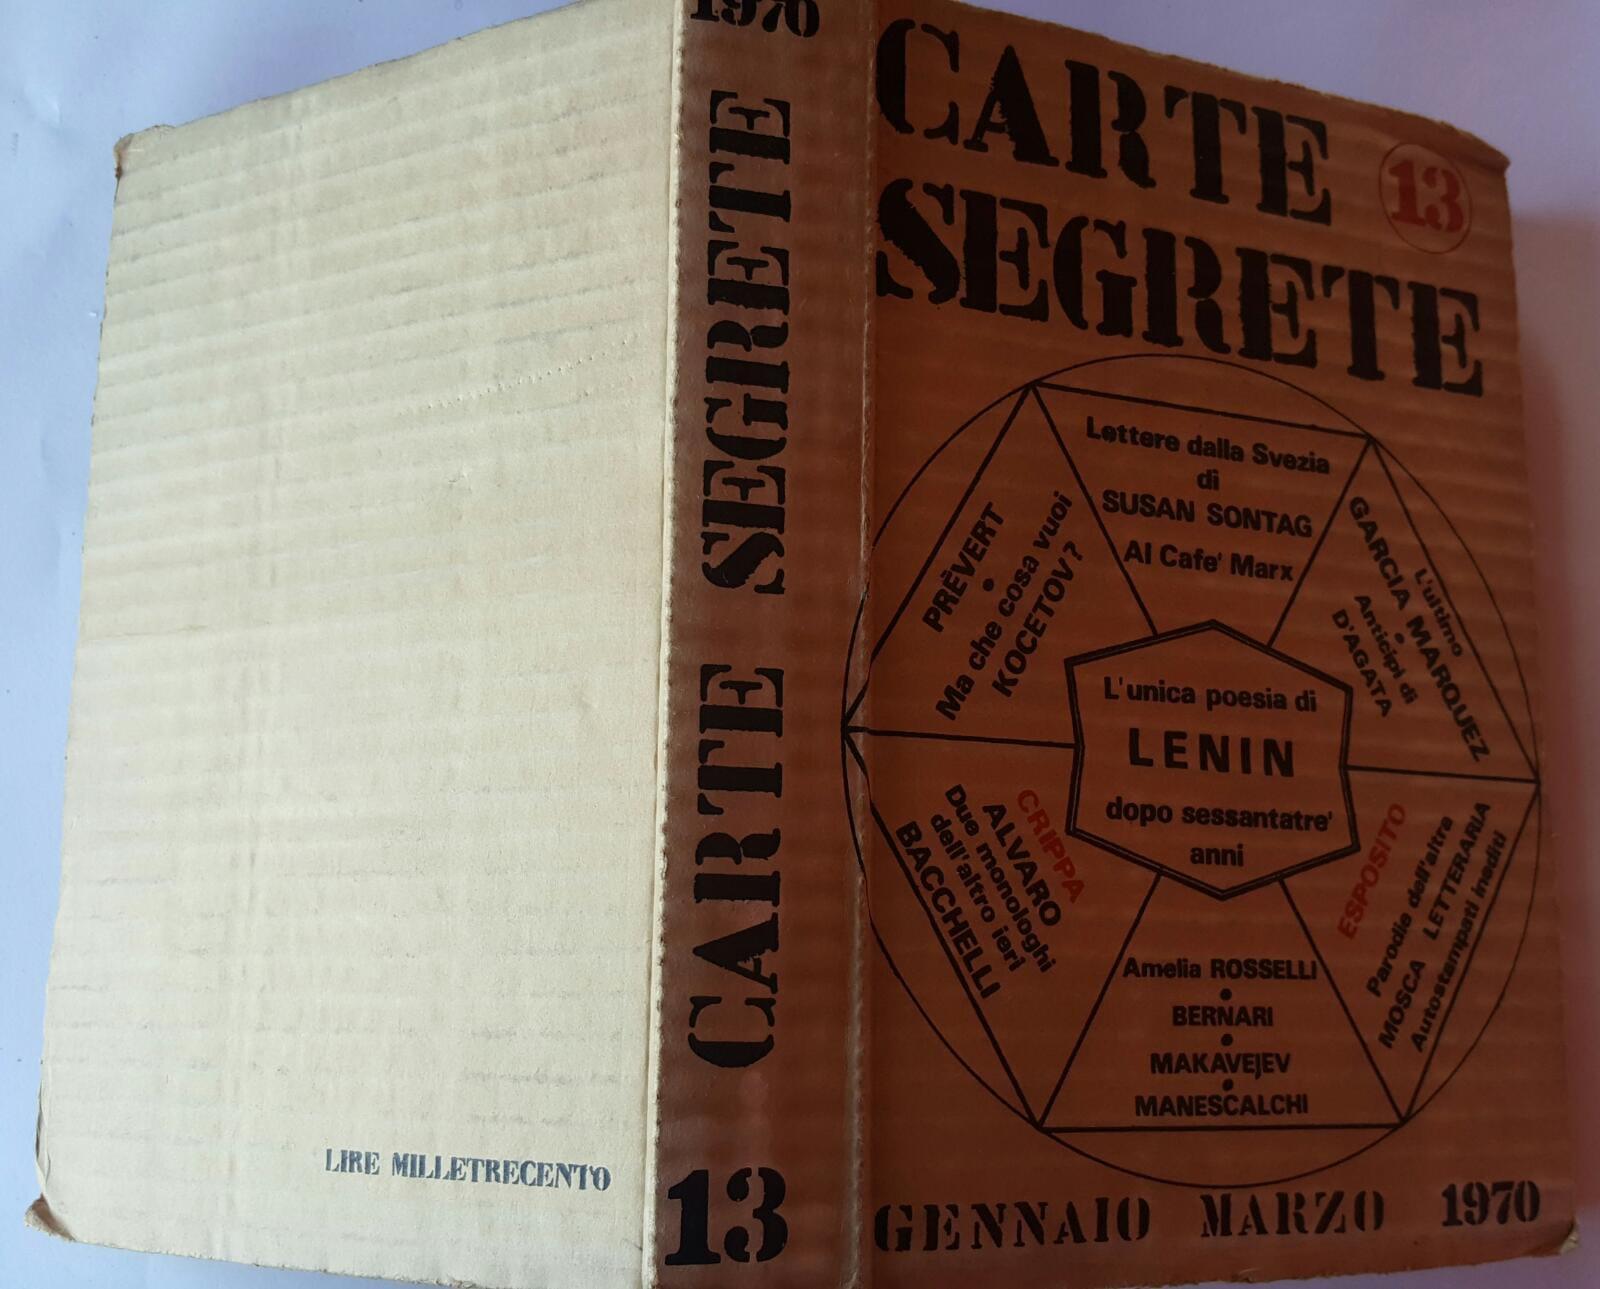 LIRE MILLETRECENTO
1970
CARTE SEGRETE
13
CARTE
SEGRETE
13
Lettere dalla Svezia
di
SUSAN SONTAG
Al Cafe' Marx
L'ultimo
GARCIA MARQUEZ
Anticipi di
D'AGATA
ESPOSITO
Parodie dell'altra
MOSCA LETTERARIA
Autostampati inediti
Amelia ROSSELLI
BERNARI
MAKAVEJEV
MANESCALCHI
CRIPPA
ALVARO
Due monologhi
dell'altro ieri
BACCHELLI
PRÈVERT
Ma che cosa vuoi
KOCETOV?
L'unica poesia di
LENIN
dopo sessantatre'
anni
GENNAIO MARZO 1970